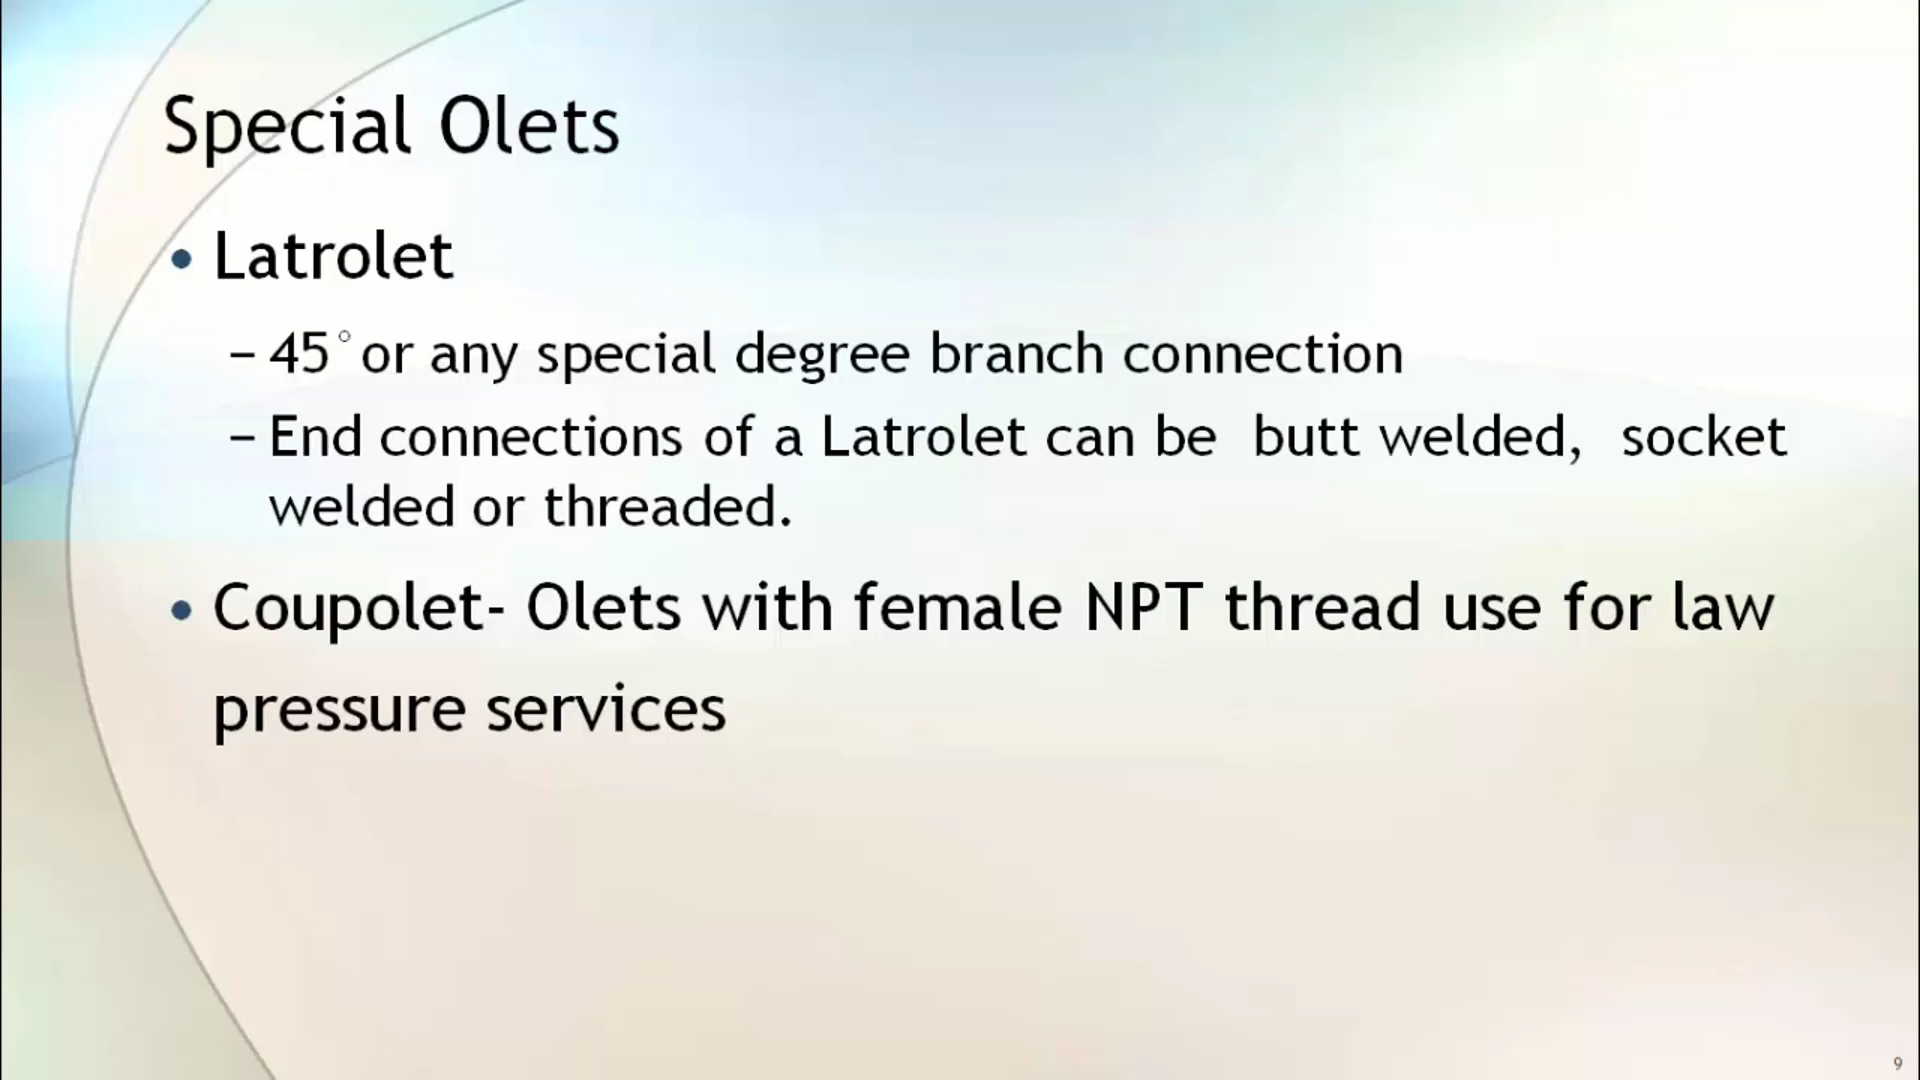 Special Olets
• Latrolet
– 45° or any special degree branch connection
– End connections of a Latrolet can be butt welded, socket
welded or threaded.
• Coupolet- Olets with female NPT thread use for law
pressure services
9